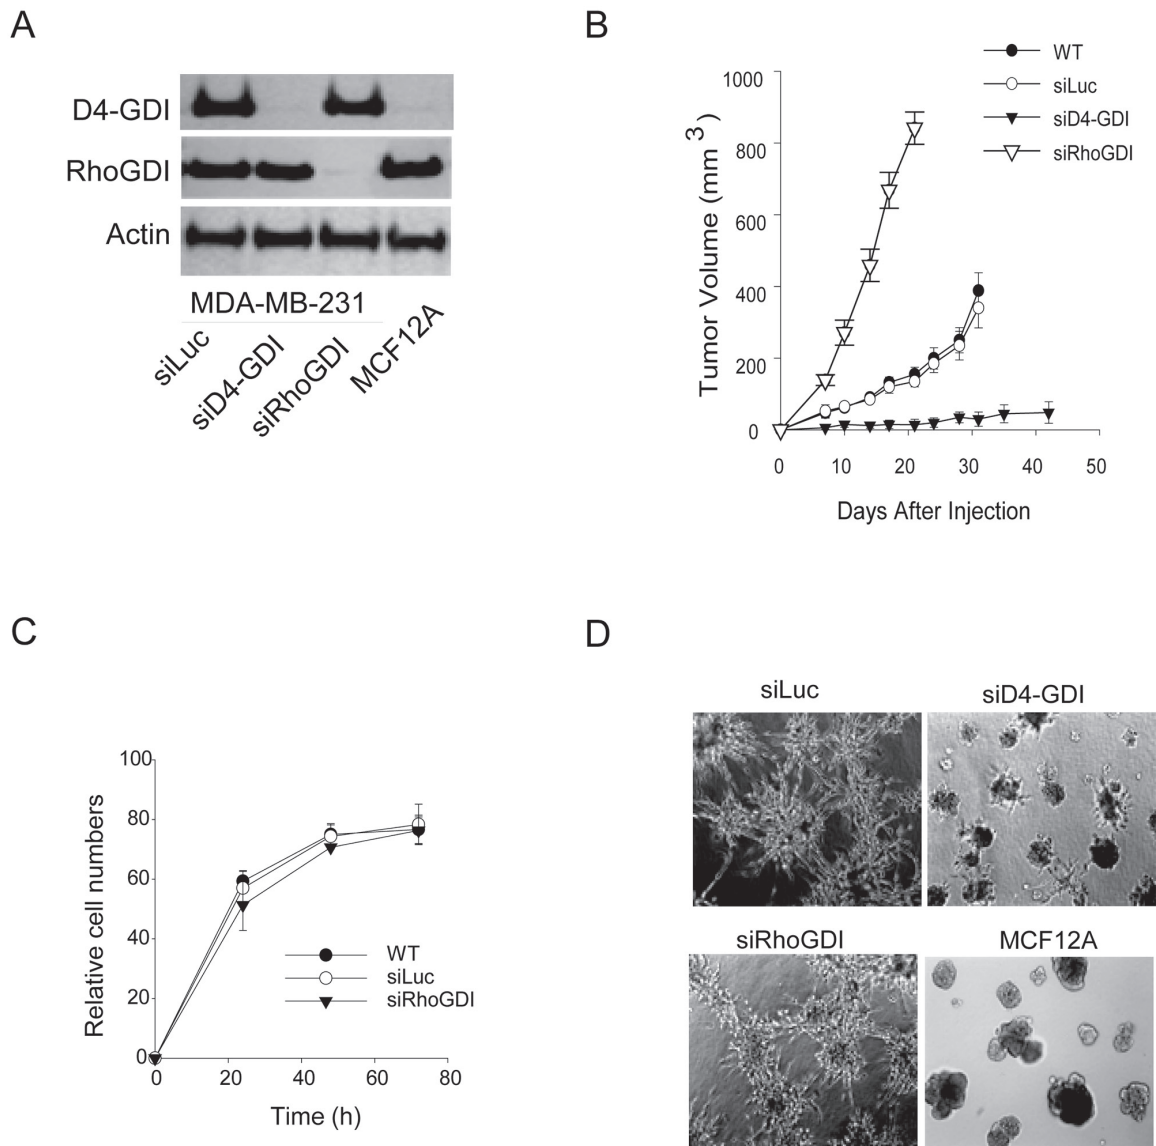 A
D4-GDI
RhoGDI
Actin
MDA-MB-231
siLuc
siD4-GDI
siRhoGDI
MCF12A
B
WT
siLuc
siD4-GDI
siRhoGDI
Tumor Volume (mm 3 )
1000
800
600
400
200
0
0 10 20 30 40 50
Days After Injection
C
Relative cell numbers
100
80
60
40
20
0
WT
siLuc
siRhoGDI
0 20 40 60 80
Time (h)
D
siLuc siD4-GDI
siRhoGDI MCF12A